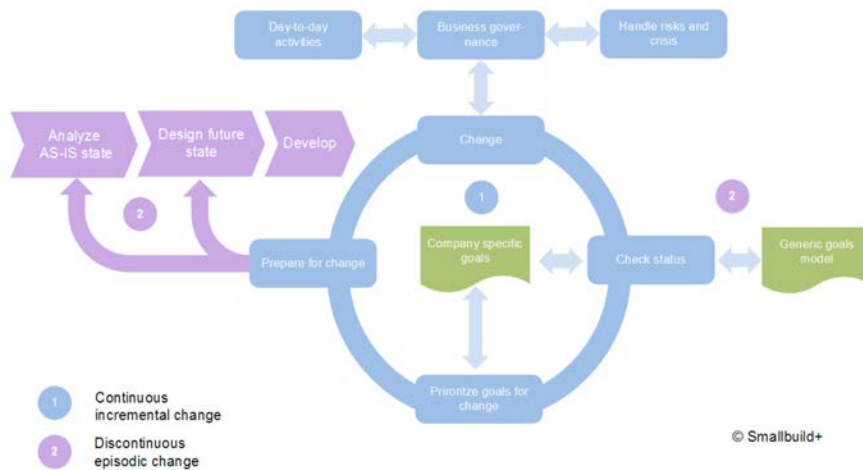 Day-to-day
activities
Business gover-
nance
Handle risks and
crisis
Analyze
AS-IS state
Design future
state
Develop
Change
2
1
2
Company specific
goals
Generic goals
model
Prepare for change
Check status
Priroritze goals for
change
1
Continuous
incremental change
2
Discontinuous
episodic change
© Smallbuild+